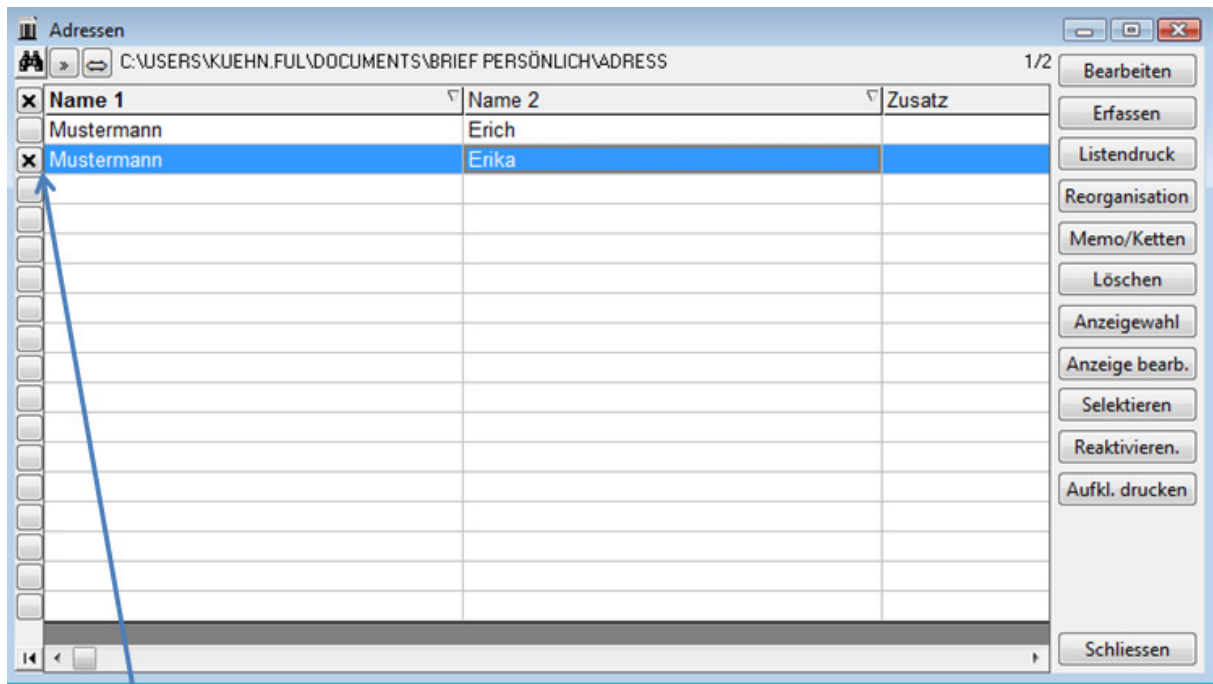 Adressen
» C:\USERS\KUEHN.FUL\DOCUMENTS\BRIEF PERSÖNLICH\ADRESS 1/2
Name 1 Name 2 Zusatz
Mustermann Erich
Mustermann Erika
Bearbeiten
Erfassen
Listendruck
Reorganisation
Memo/Ketten
Löschen
Anzeigewahl
Anzeige bearb.
Selektieren
Reaktivieren.
Aufkl. drucken
Schliessen